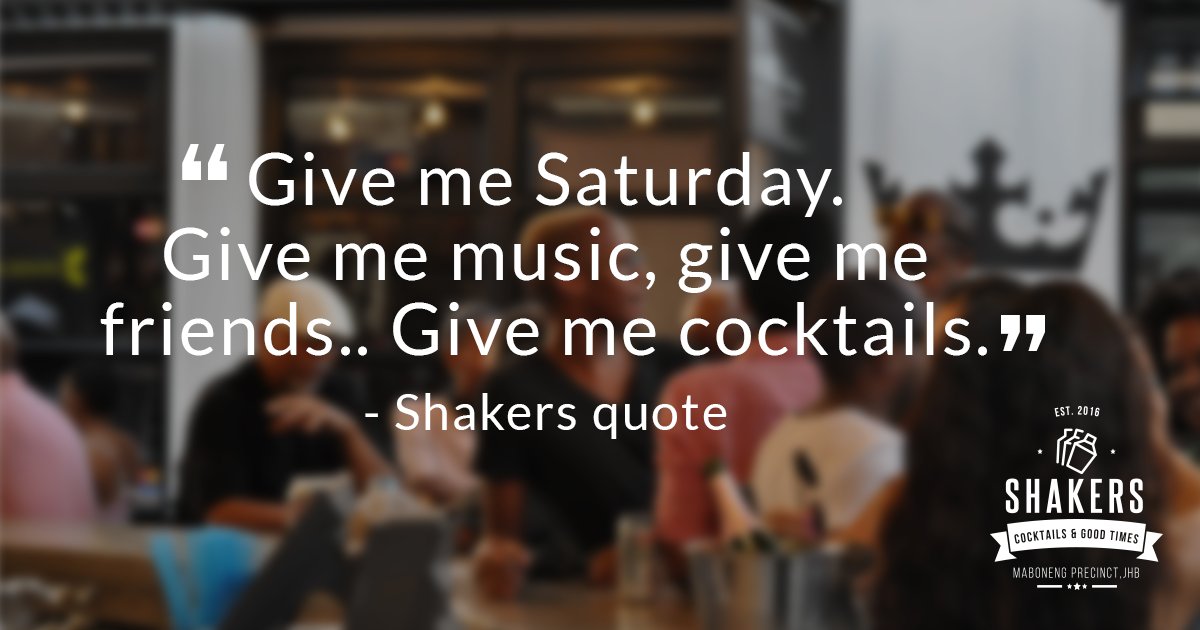 ❝ Give me Saturday.
Give me music, give me
friends.. Give me cocktails.❞
- Shakers quote
EST. 2016
SHAKERS
COCKTAILS & GOOD TIMES
MABONENG PRECINCT,JHB